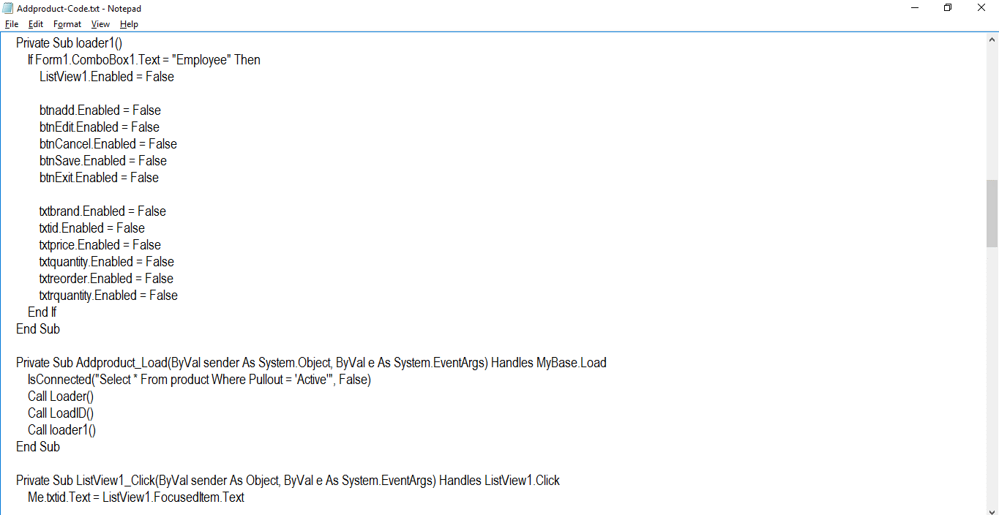 Addproduct-Code.txt - Notepad
File Edit Format View Help
Private Sub loader1()
If Form1.ComboBox1.Text = "Employee" Then
ListView1.Enabled = False
btnadd.Enabled = False
btnEdit.Enabled = False
btnCancel.Enabled = False
btnSave.Enabled = False
btnExit.Enabled = False
txtbrand.Enabled = False
txtid.Enabled = False
txtprice.Enabled = False
txtquantity.Enabled = False
txtreorder.Enabled = False
txtrquantity.Enabled = False
End If
End Sub
Private Sub Addproduct_Load(ByVal sender As System.Object, ByVal e As System.EventArgs) Handles MyBase.Load
IsConnected("Select * From product Where Pullout = 'Active'", False)
Call Loader()
Call LoadID()
Call loader1()
End Sub
Private Sub ListView1_Click(ByVal sender As Object, ByVal e As System.EventArgs) Handles ListView1.Click
Me.txtid.Text = ListView1.FocusedItem.Text